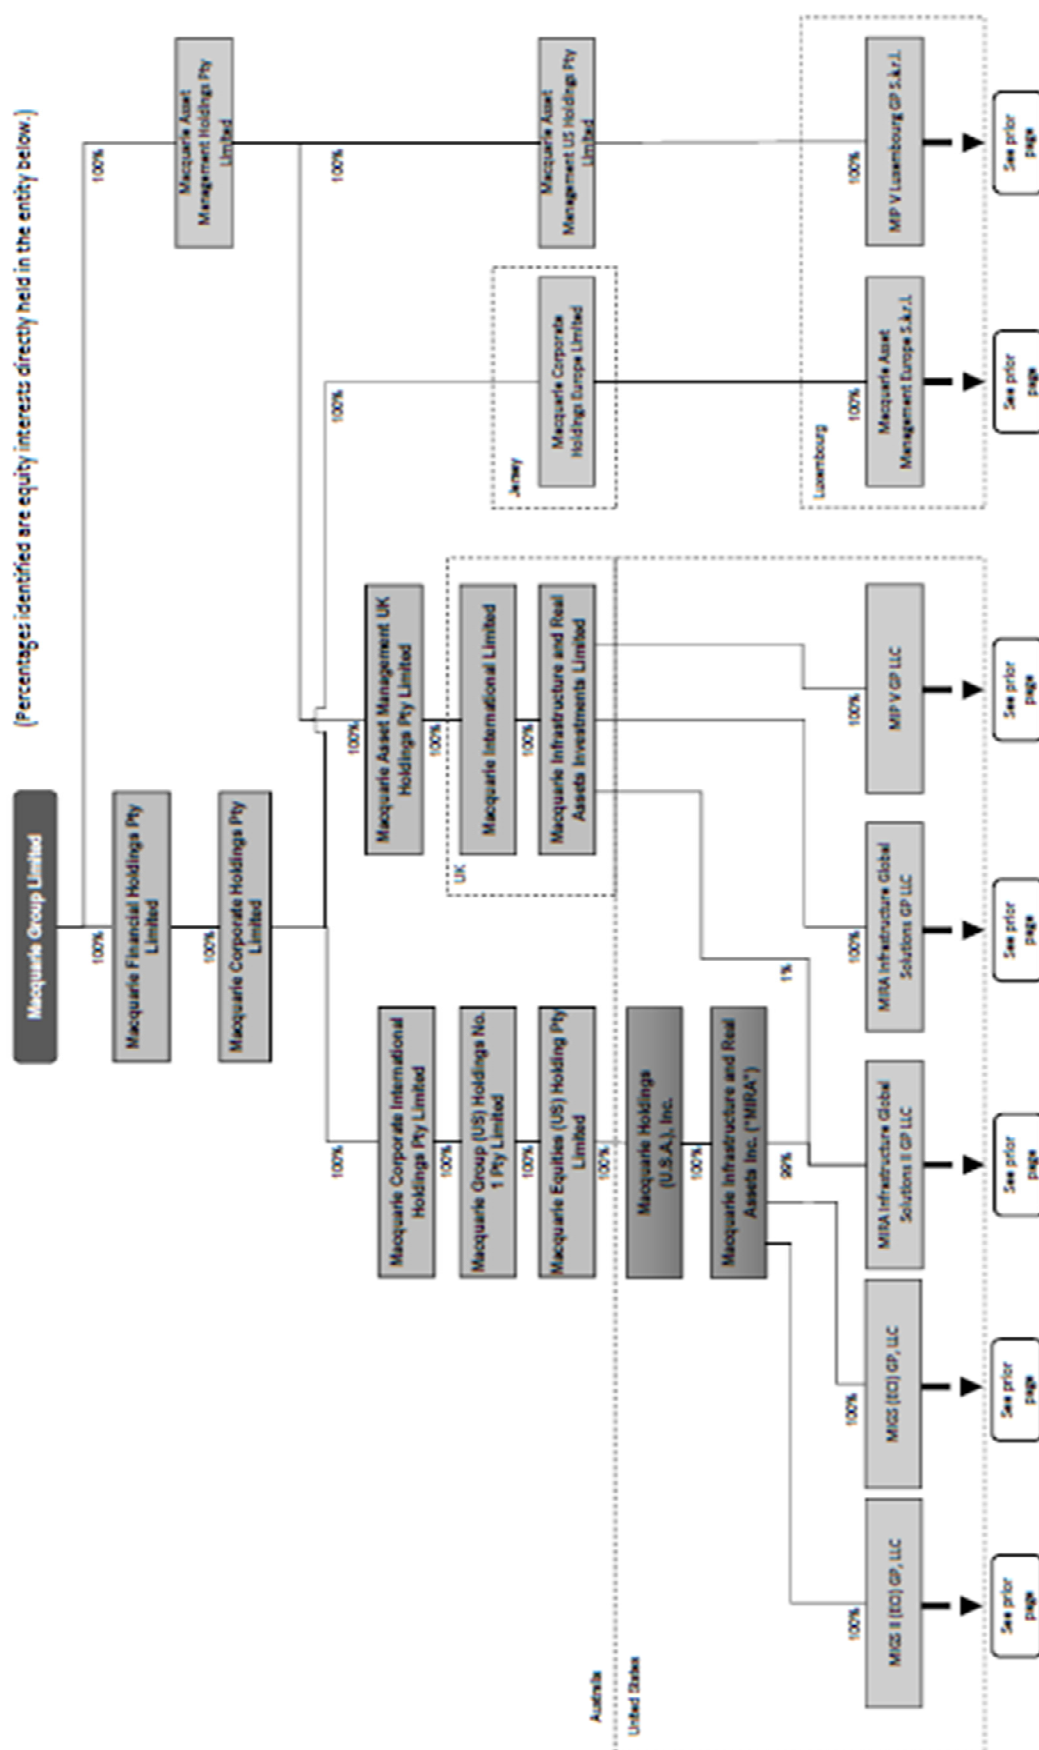 (Percentages identified are equity interests directly held in the entity below.)
Macquarie Group Limited
100%
100%
Macquarie Financial Holdings Pty
Limited
Macquarie Asset
Management Holdings Pty
Limited
100%
Macquarie Corporate Holdings Pty
Limited
100%
100%
100%
100%
Macquarie Corporate International
Holdings Pty Limited
Macquarie Asset Management UK
Holdings Pty Limited
100%
100%
UK
Macquarie Group (US) Holdings No.
1 Pty Limited
Macquarie International Limited
Jersey
100%
100%
Macquarie Equities (US) Holding Pty
Limited
Macquarie Infrastructure and Real
Assets Investments Limited
Macquarie Corporate
Holdings Europe Limited
Macquarie Asset
Management US Holdings Pty
Limited
Australia
100%
United States
Macquarie Holdings
(U.S.A.), Inc.
100%
Macquarie Infrastructure and Real
Assets Inc. ("MIRA")
99%
1%
Luxembourg
100%
100%
100%
100%
100%
100%
MIGS II (ECI) GP, LLC
MIGS (ECI) GP, LLC
MIRA Infrastructure Global
Solutions II GP LLC
MIRA Infrastructure Global
Solutions GP LLC
MIP V GP LLC
Macquarie Asset
Management Europe S.à.r.l.
MIP V Luxembourg GP S.à.r.l.
See prior
page
See prior
page
See prior
page
See prior
page
See prior
page
See prior
page
See prior
page